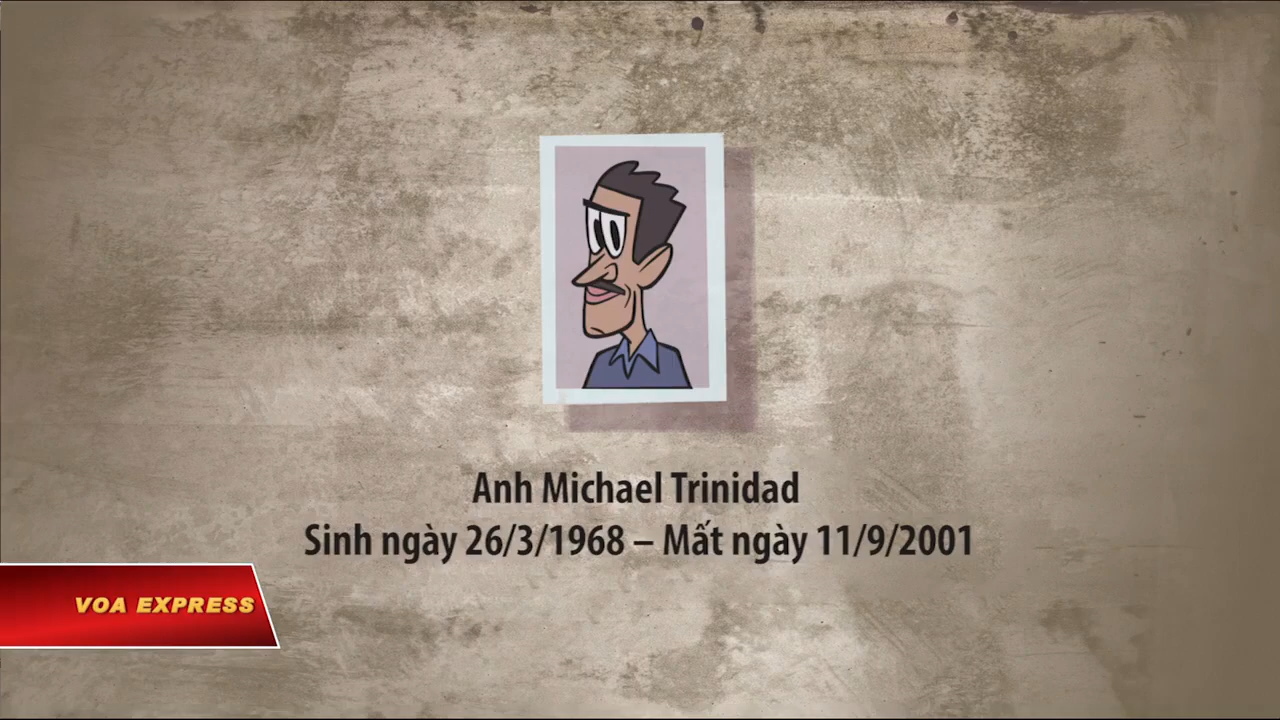 Anh Michael Trinidad
Sinh ngày 26/3/1968 – Mất ngày 11/9/2001
VOA EXPRESS